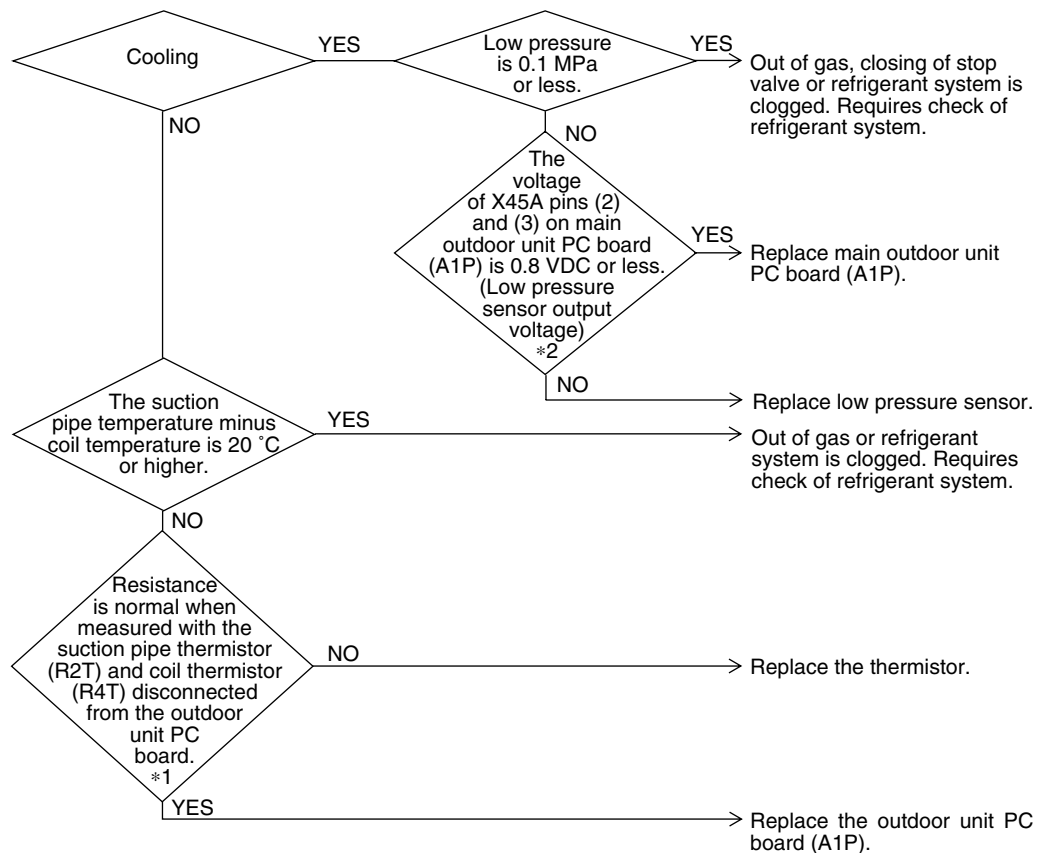 Cooling
YES
Low pressure
is 0.1 MPa
or less.
YES
Out of gas, closing of stop
valve or refrigerant system is
clogged. Requires check of
refrigerant system.
NO
NO
The
voltage
of X45A pins (2)
and (3) on main
outdoor unit PC board
(A1P) is 0.8 VDC or less.
(Low pressure
sensor output
voltage)
*2
YES
Replace main outdoor unit
PC board (A1P).
NO
Replace low pressure sensor.
The suction
pipe temperature minus
coil temperature is 20 ˚C
or higher.
YES
Out of gas or refrigerant
system is clogged. Requires
check of refrigerant system.
NO
Resistance
is normal when
measured with the
suction pipe thermistor
(R2T) and coil thermistor
(R4T) disconnected
from the outdoor
unit PC
board.
*1
NO
Replace the thermistor.
YES
Replace the outdoor unit PC
board (A1P).